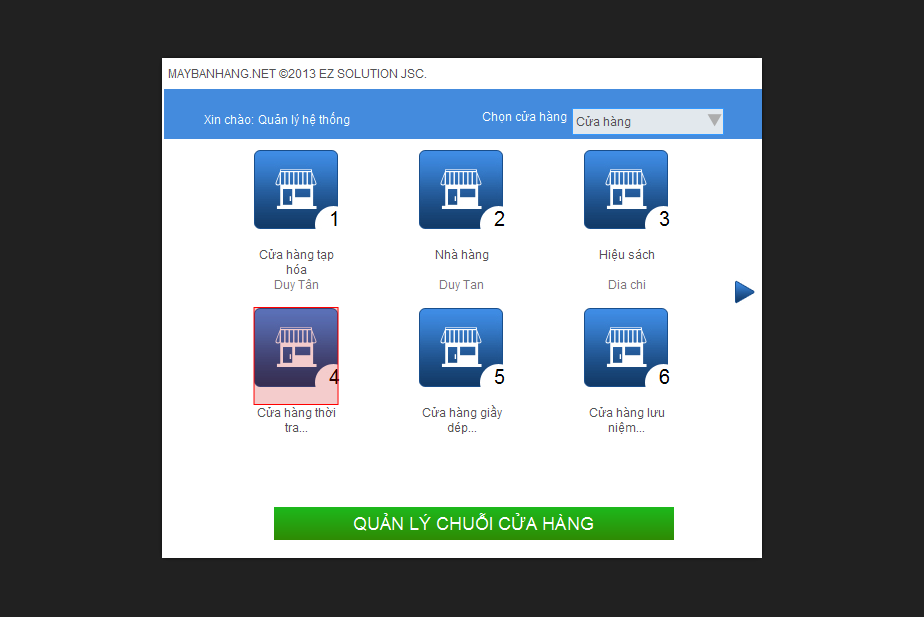 MAYBANHANG.NET ©2013 EZ SOLUTION JSC.
Xin chào: Quản lý hệ thống
Chọn cửa hàng
Cửa hàng
1
2
3
Cửa hàng tạp
hóa
Duy Tân
Nhà hàng
Duy Tan
Hiệu sách
Dia chi
4
5
6
Cửa hàng thời
tra...
Cửa hàng giầy
dép...
Cửa hàng lưu
niệm...
QUẢN LÝ CHUỖI CỬA HÀNG